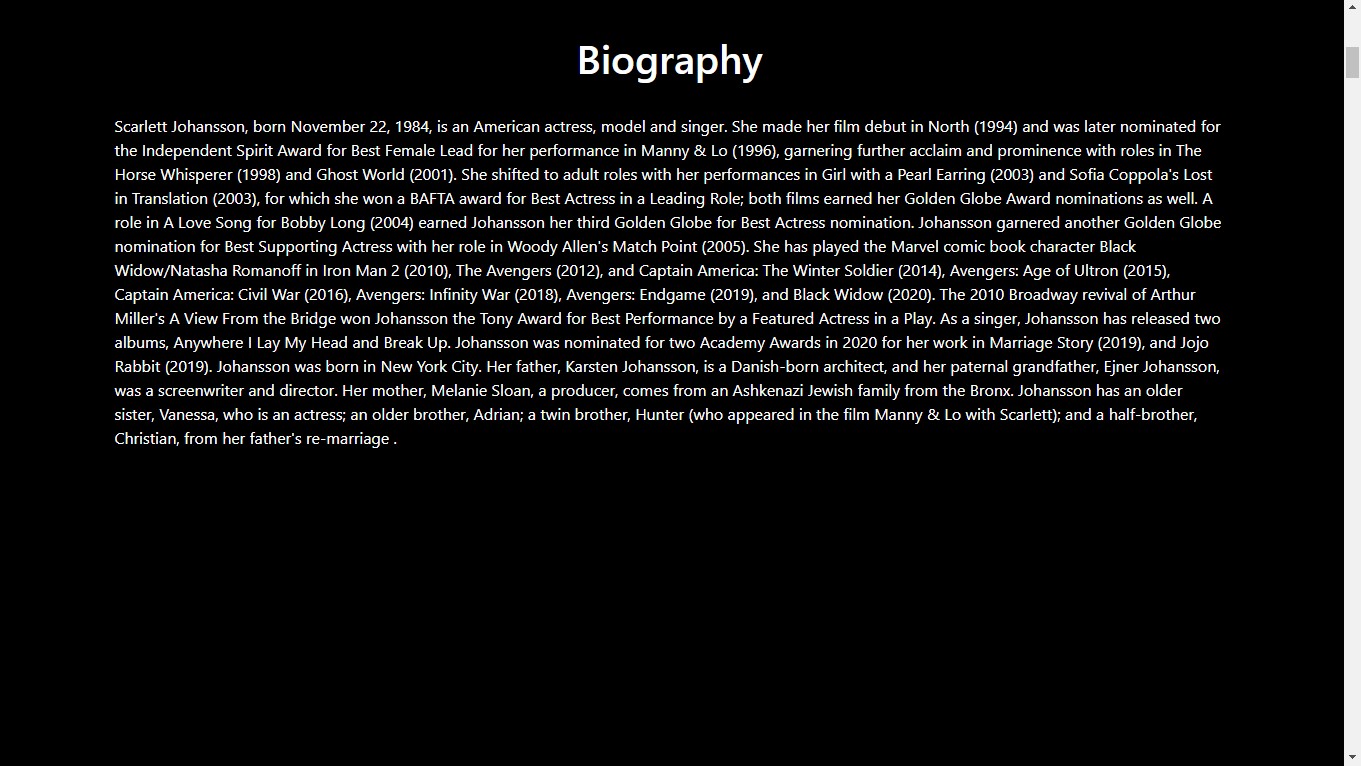 Biography
Scarlett Johansson, born November 22, 1984, is an American actress, model and singer. She made her film debut in North (1994) and was later nominated for
the Independent Spirit Award for Best Female Lead for her performance in Manny & Lo (1996), garnering further acclaim and prominence with roles in The
Horse Whisperer (1998) and Ghost World (2001). She shifted to adult roles with her performances in Girl with a Pearl Earring (2003) and Sofia Coppola's Lost
in Translation (2003), for which she won a BAFTA award for Best Actress in a Leading Role; both films earned her Golden Globe Award nominations as well. A
role in A Love Song for Bobby Long (2004) earned Johansson her third Golden Globe for Best Actress nomination. Johansson garnered another Golden Globe
nomination for Best Supporting Actress with her role in Woody Allen's Match Point (2005). She has played the Marvel comic book character Black
Widow/Natasha Romanoff in Iron Man 2 (2010), The Avengers (2012), and Captain America: The Winter Soldier (2014), Avengers: Age of Ultron (2015),
Captain America: Civil War (2016), Avengers: Infinity War (2018), Avengers: Endgame (2019), and Black Widow (2020). The 2010 Broadway revival of Arthur
Miller's A View From the Bridge won Johansson the Tony Award for Best Performance by a Featured Actress in a Play. As a singer, Johansson has released two
albums, Anywhere I Lay My Head and Break Up. Johansson was nominated for two Academy Awards in 2020 for her work in Marriage Story (2019), and Jojo
Rabbit (2019). Johansson was born in New York City. Her father, Karsten Johansson, is a Danish-born architect, and her paternal grandfather, Ejner Johansson,
was a screenwriter and director. Her mother, Melanie Sloan, a producer, comes from an Ashkenazi Jewish family from the Bronx. Johansson has an older
sister, Vanessa, who is an actress; an older brother, Adrian; a twin brother, Hunter (who appeared in the film Manny & Lo with Scarlett); and a half-brother,
Christian, from her father's re-marriage .